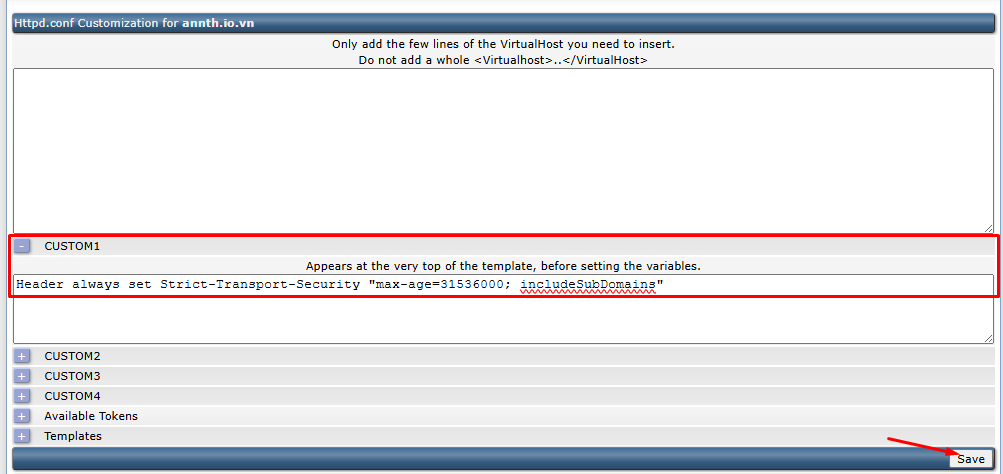 Httpd.conf Customization for annth.io.vn
Only add the few lines of the VirtualHost you need to insert.
Do not add a whole <Virtualhost>..</VirtualHost>
- CUSTOM1
Appears at the very top of the template, before setting the variables.
Header always set Strict-Transport-Security "max-age=31536000; includeSubDomains"
+ CUSTOM2
+ CUSTOM3
+ CUSTOM4
+ Available Tokens
+ Templates
Save